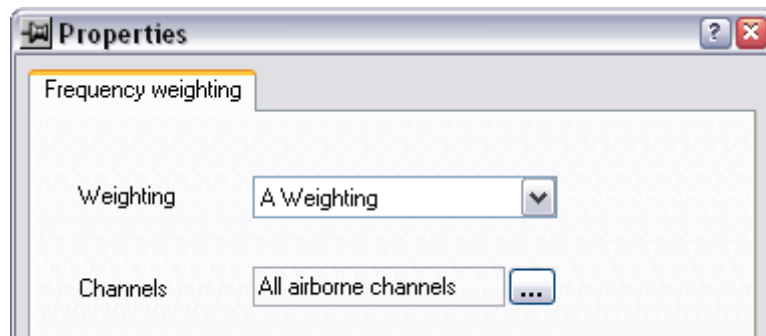 Properties
Frequency weighting
Weighting A Weighting
Channels All airborne channels ...